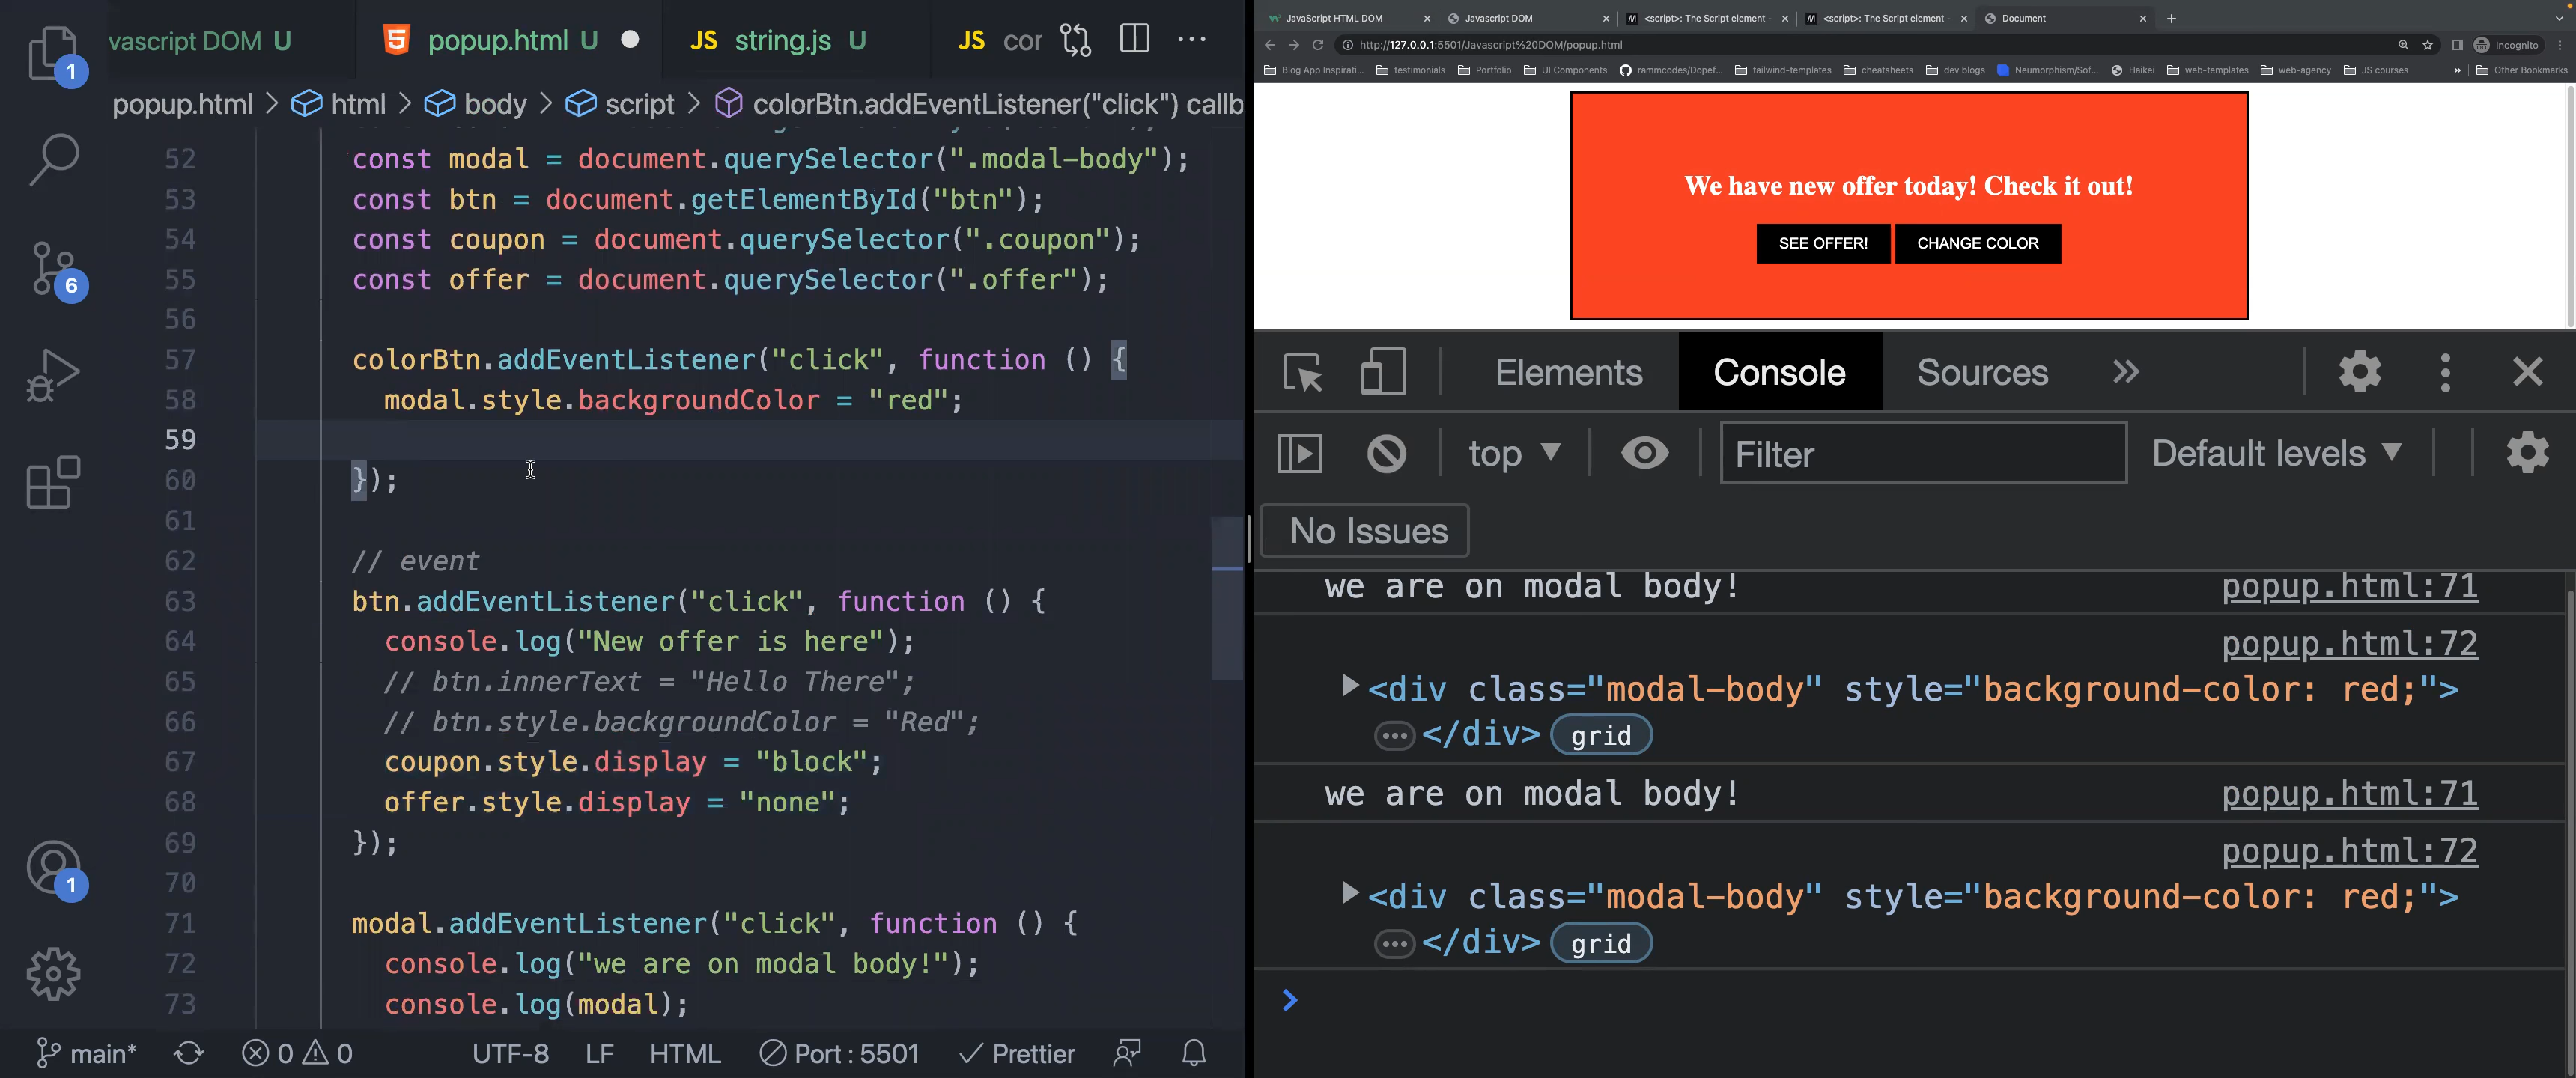 vascript DOM U
popup.html U
JS string.js U
JS cor
popup.html > html > body > script > colorBtn.addEventListener("click") callb
52 const modal = document.querySelector(".modal-body");
53 const btn = document.getElementById("btn");
54 const coupon = document.querySelector(".coupon");
55 const offer = document.querySelector(".offer");
56
57 colorBtn.addEventListener("click", function () {
58 modal.style.backgroundColor = "red";
59
60 });
61
62 // event
63 btn.addEventListener("click", function () {
64 console.log("New offer is here");
65 // btn.innerText = "Hello There";
66 // btn.style.backgroundColor = "Red";
67 coupon.style.display = "block";
68 offer.style.display = "none";
69 });
70
71 modal.addEventListener("click", function () {
72 console.log("we are on modal body!");
73 console.log(modal);
1
6
1
main* 0 0 UTF-8 LF HTML Port : 5501 Prettier
JavaScript HTML DOM
Javascript DOM
<script>: The Script element -
<script>: The Script element -
Document
http://127.0.0.1:5501/Javascript%20DOM/popup.html
Incognito
Blog App Inspirati... testimonials Portfolio UI Components rammcodes/Dopef... tailwind-templates cheatsheets dev blogs Neumorphism/Sof... Haikei web-templates web-agency JS courses » Other Bookmarks
We have new offer today! Check it out!
SEE OFFER! CHANGE COLOR
Elements Console Sources
top Filter Default levels
No Issues
we are on modal body! popup.html:71
popup.html:72
<div class="modal-body" style="background-color: red;">
</div> grid
we are on modal body! popup.html:71
popup.html:72
<div class="modal-body" style="background-color: red;">
</div> grid